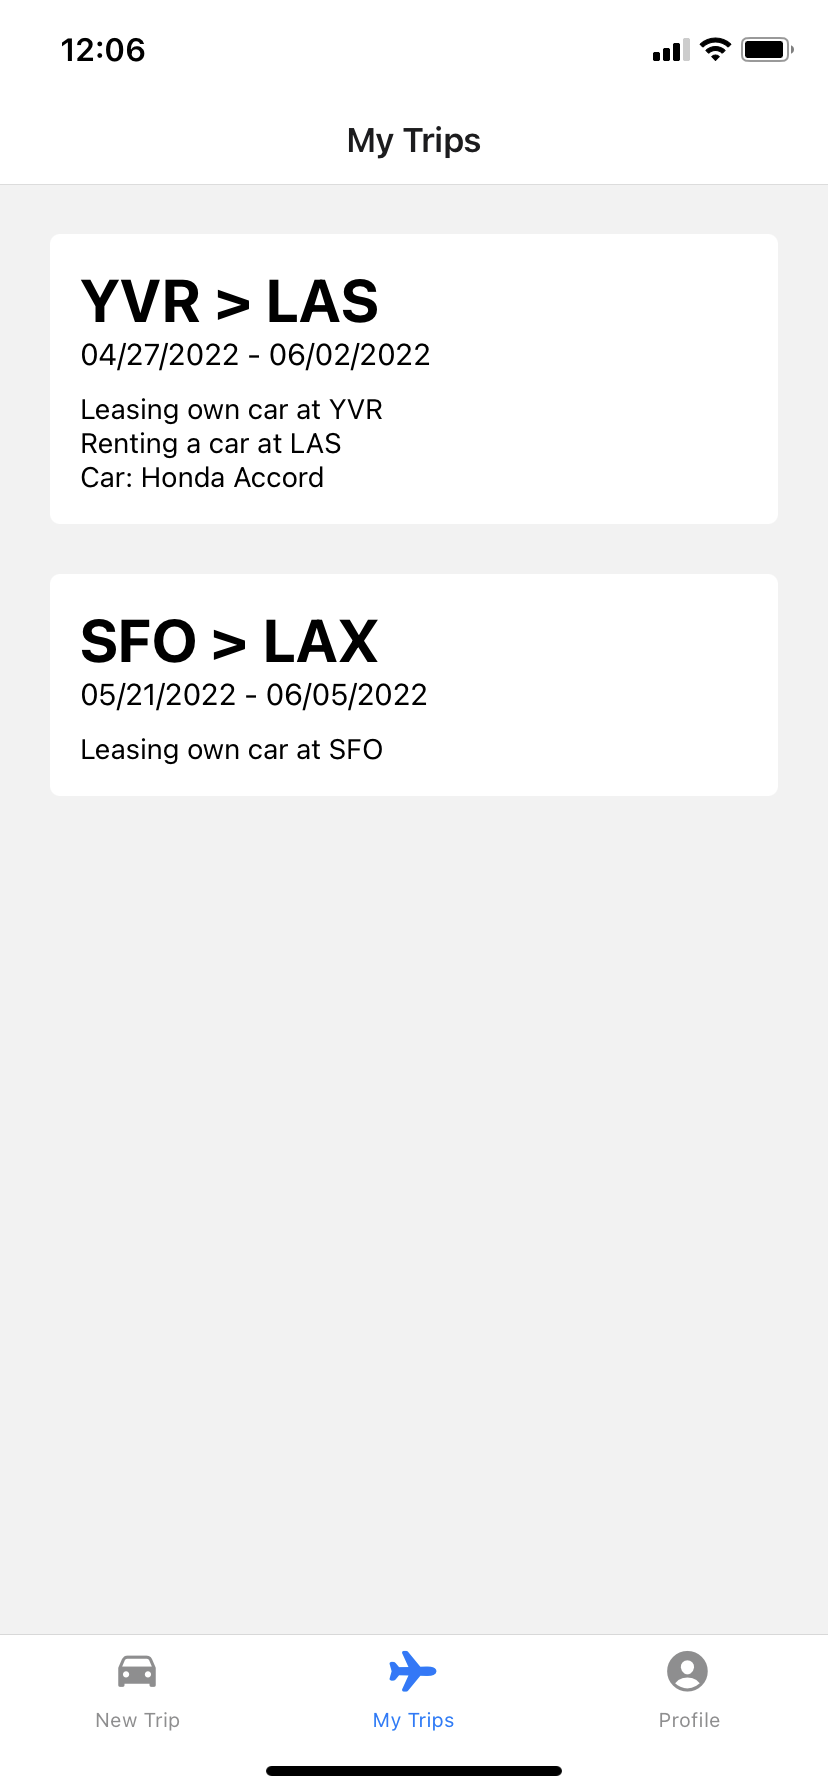 12:06
My Trips
YVR > LAS
04/27/2022 - 06/02/2022
Leasing own car at YVR
Renting a car at LAS
Car: Honda Accord
SFO > LAX
05/21/2022 - 06/05/2022
Leasing own car at SFO
New Trip
My Trips
Profile